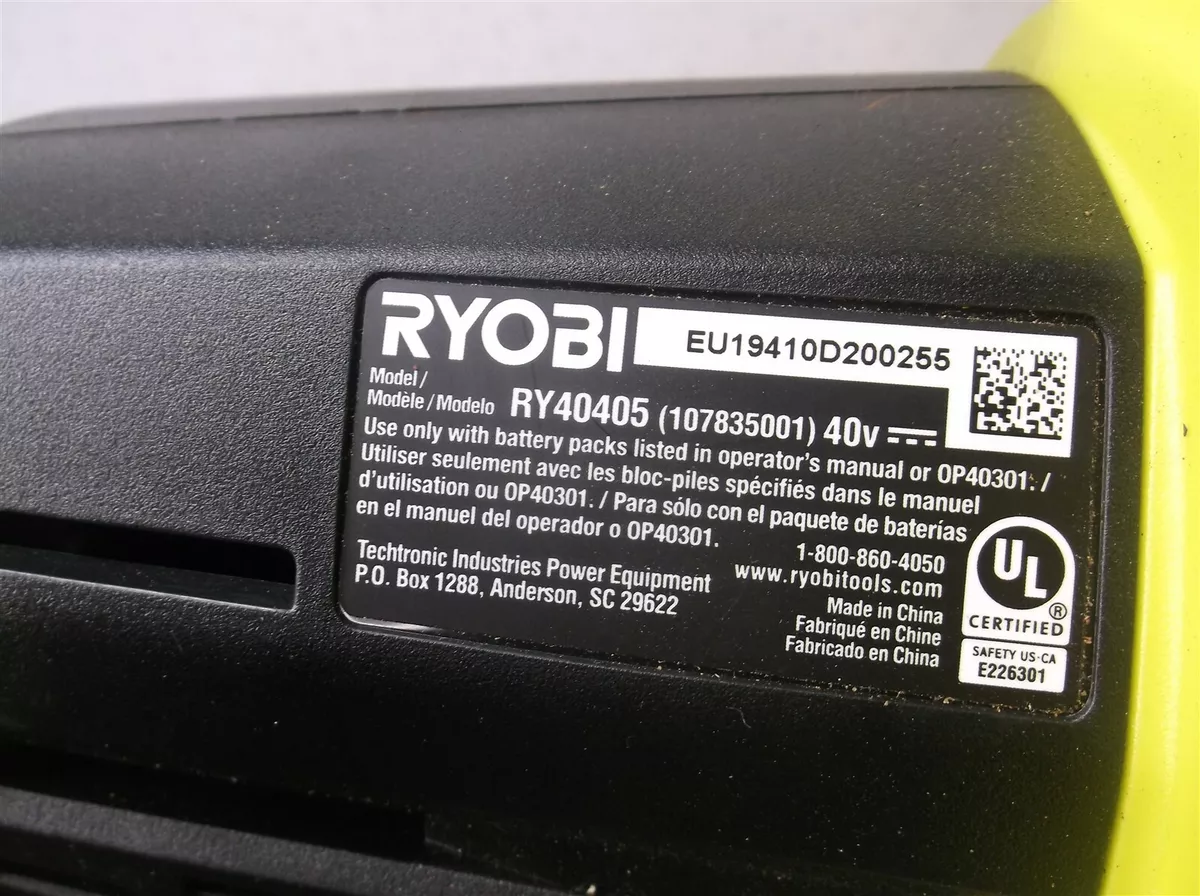 RYOBI
EU19410D200255
Model /
Modèle / Modelo RY40405 (107835001) 40v
Use only with battery packs listed in operator's manual or OP40301. /
Utiliser seulement avec les bloc-piles spécifiés dans le manuel
d'utilisation ou OP40301. / Para sólo con el paquete de baterías
en el manuel del operador o OP40301.
Techtronic Industries Power Equipment
P.O. Box 1288, Anderson, SC 29622
1-800-860-4050
www.ryobitools.com
Made in China
Fabriqué en Chine
Fabricado en China
UL
®
CERTIFIED
SAFETY US-CA
E226301